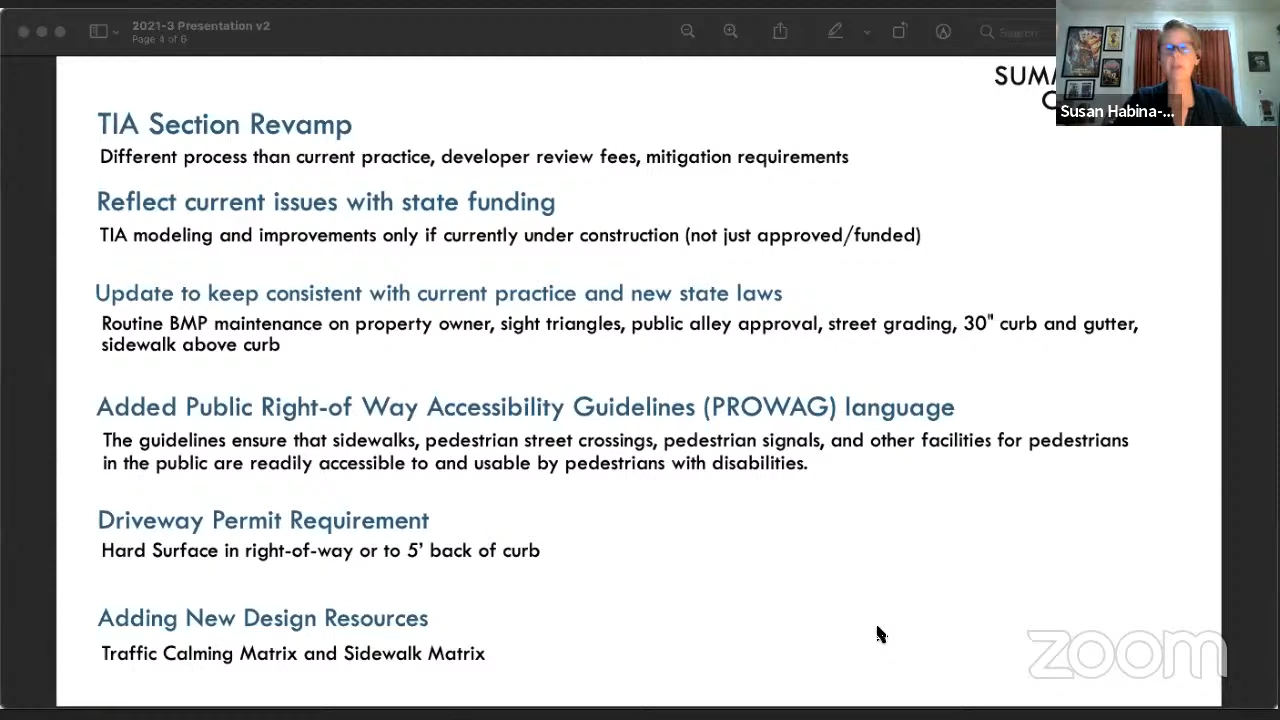 2021-3 Presentation v2
Page 4 of 6
Search
SUM
Susan Habina-...
TIA Section Revamp
Different process than current practice, developer review fees, mitigation requirements
Reflect current issues with state funding
TIA modeling and improvements only if currently under construction (not just approved/funded)
Update to keep consistent with current practice and new state laws
Routine BMP maintenance on property owner, sight triangles, public alley approval, street grading, 30" curb and gutter,
sidewalk above curb
Added Public Right-of Way Accessibility Guidelines (PROWAG) language
The guidelines ensure that sidewalks, pedestrian street crossings, pedestrian signals, and other facilities for pedestrians
in the public are readily accessible to and usable by pedestrians with disabilities.
Driveway Permit Requirement
Hard Surface in right-of-way or to 5' back of curb
Adding New Design Resources
Traffic Calming Matrix and Sidewalk Matrix
zoom